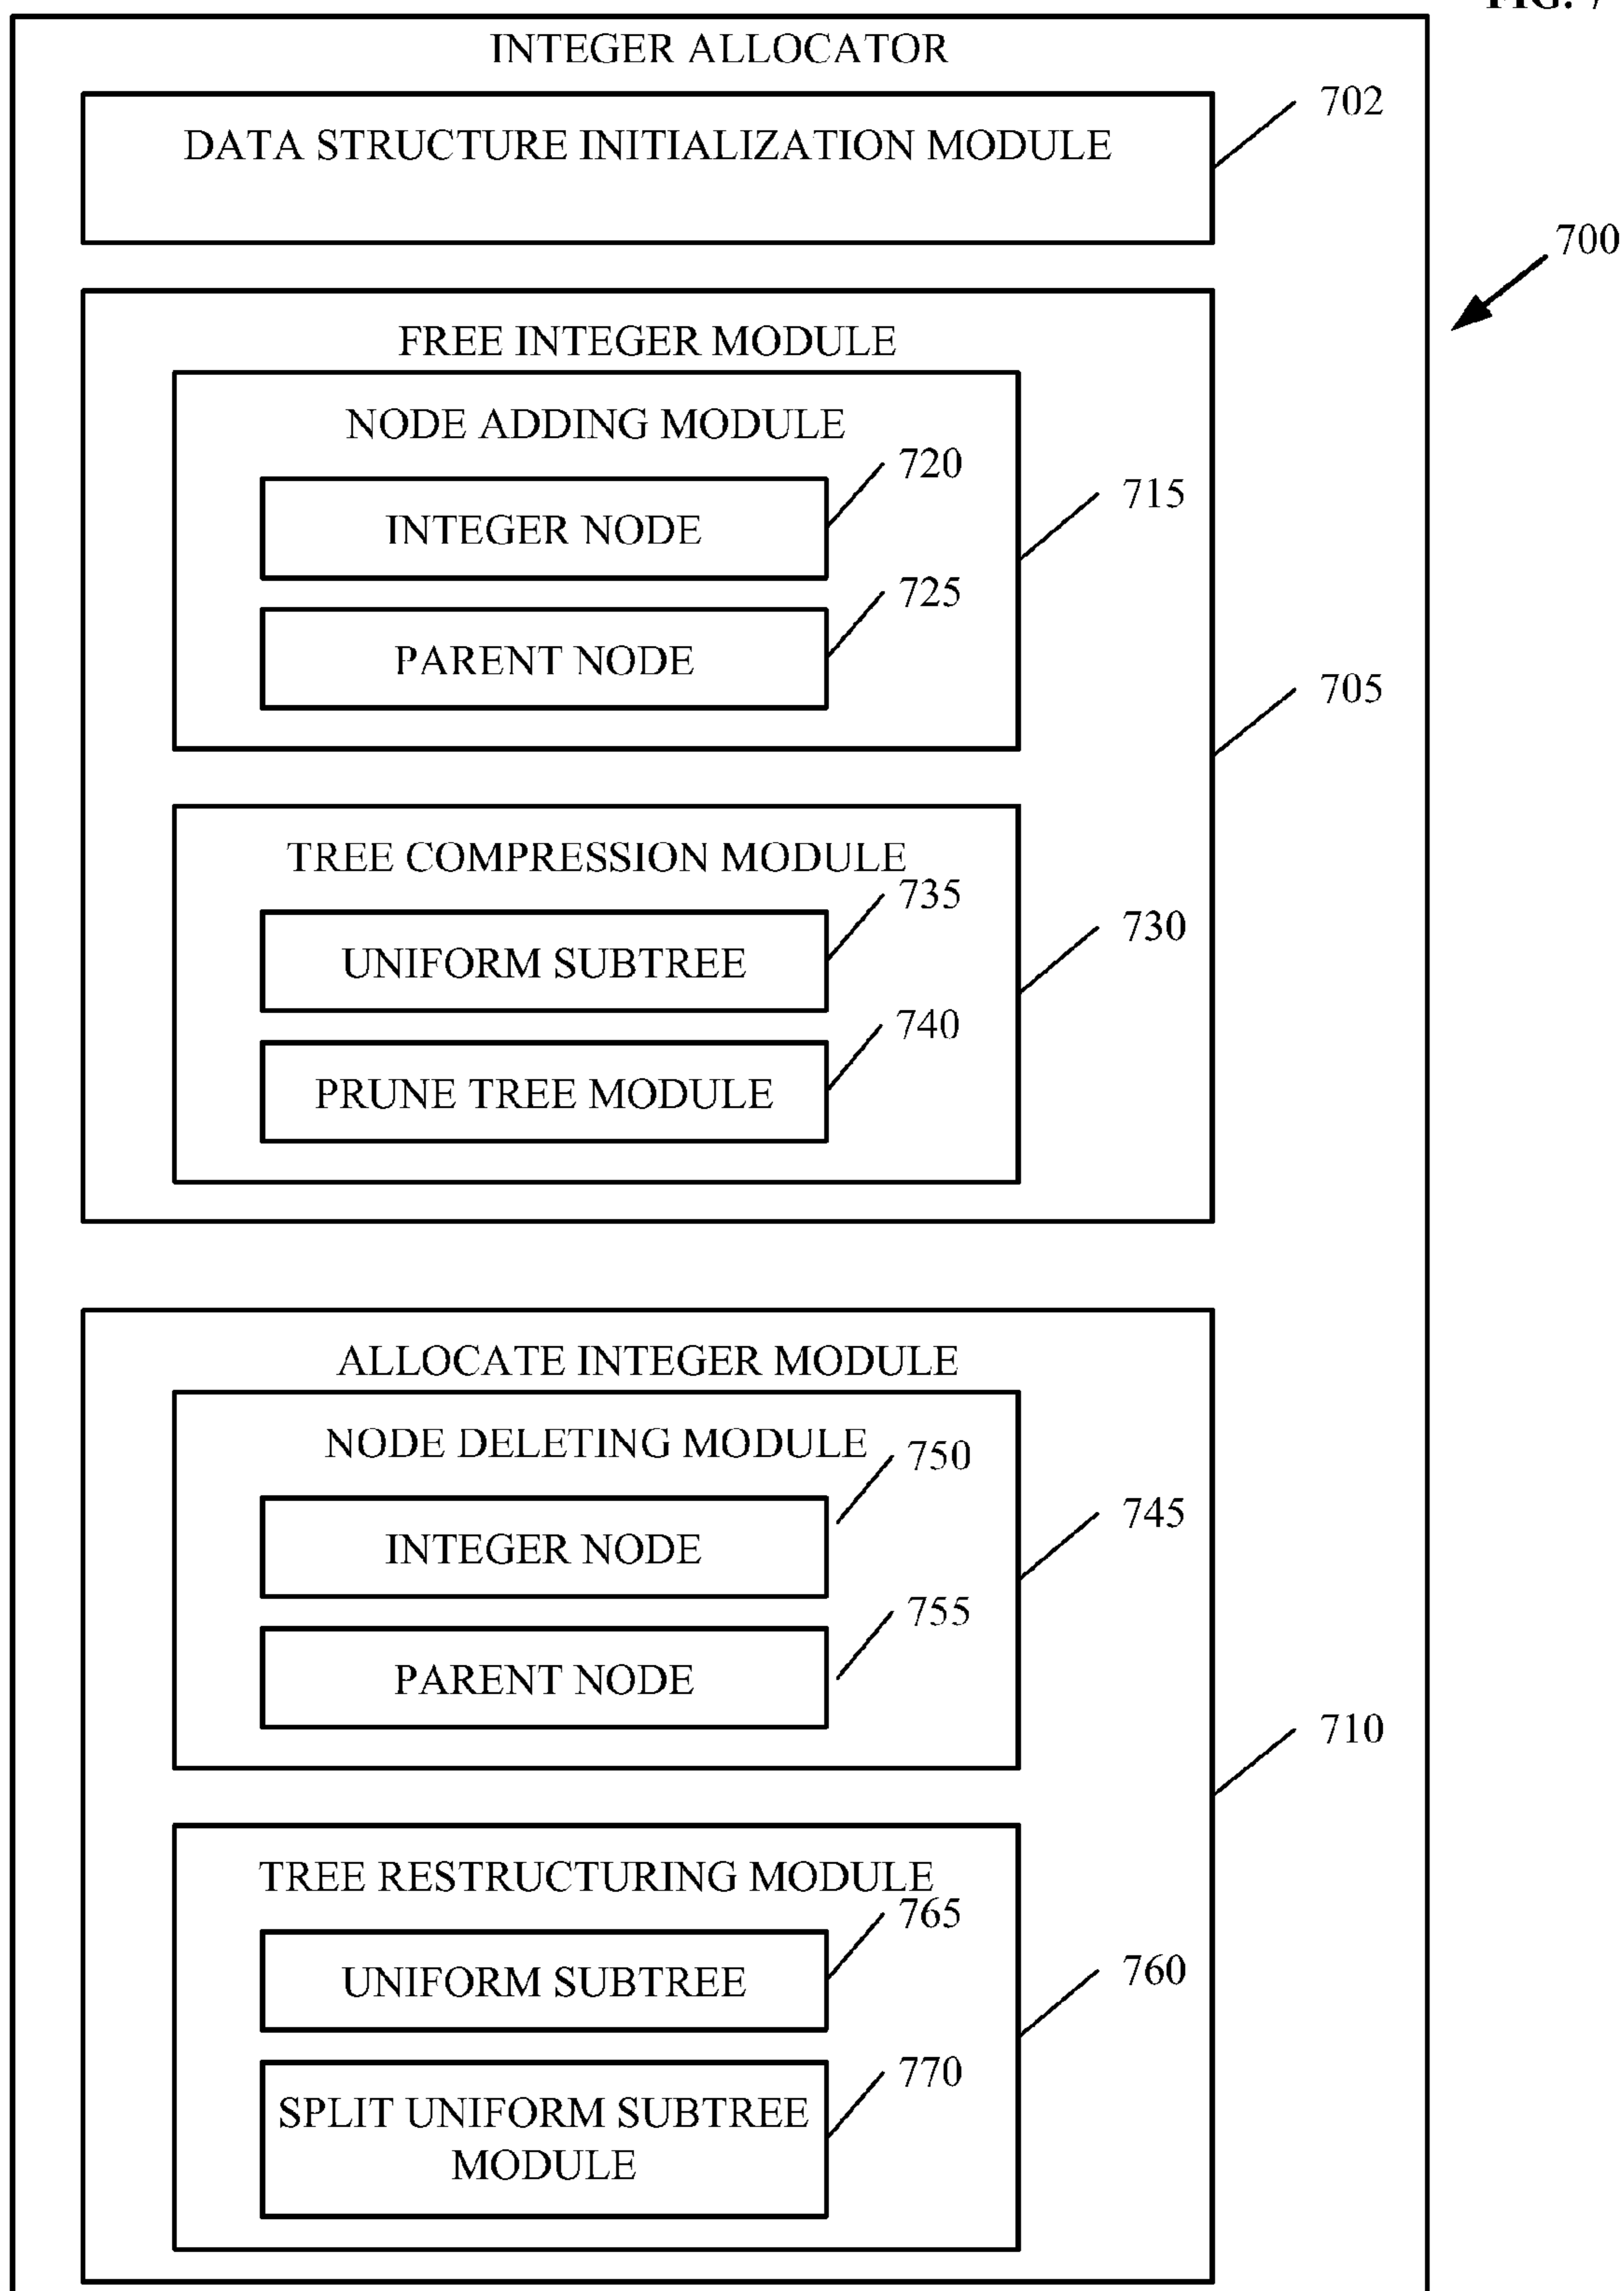 FIG. 7
INTEGER ALLOCATOR
702
DATA STRUCTURE INITIALIZATION MODULE
700
FREE INTEGER MODULE
NODE ADDING MODULE
720
715
INTEGER NODE
725
PARENT NODE
705
TREE COMPRESSION MODULE
735
730
UNIFORM SUBTREE
740
PRUNE TREE MODULE
ALLOCATE INTEGER MODULE
NODE DELETING MODULE
750
745
INTEGER NODE
755
PARENT NODE
710
TREE RESTRUCTURING MODULE
765
760
UNIFORM SUBTREE
770
SPLIT UNIFORM SUBTREE
MODULE